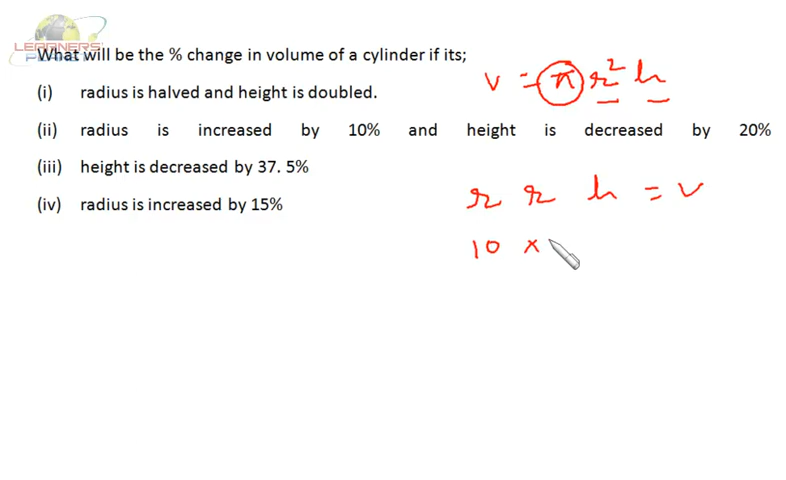 LEARNERS'
PLANET
What will be the % change in volume of a cylinder if its;
v = π r² h
(i) radius is halved and height is doubled.
(ii) radius is increased by 10% and height is decreased by 20%
(iii) height is decreased by 37. 5%
r r h = v
(iv) radius is increased by 15%
10 ×